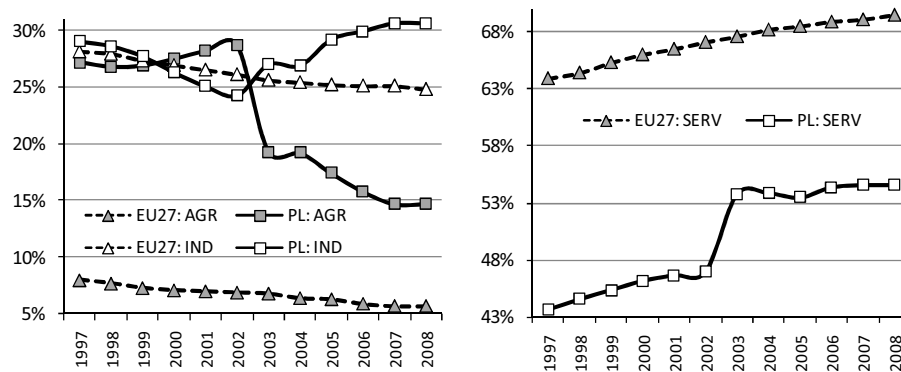 30%
25%
20%
15%
10%
5%
EU27: AGR PL: AGR
EU27: IND PL: IND
1997 1998 1999 2000 2001 2002 2003 2004 2005 2006 2007 2008
68%
63%
58%
53%
48%
43%
EU27: SERV PL: SERV
1997 1998 1999 2000 2001 2002 2003 2004 2005 2006 2007 2008